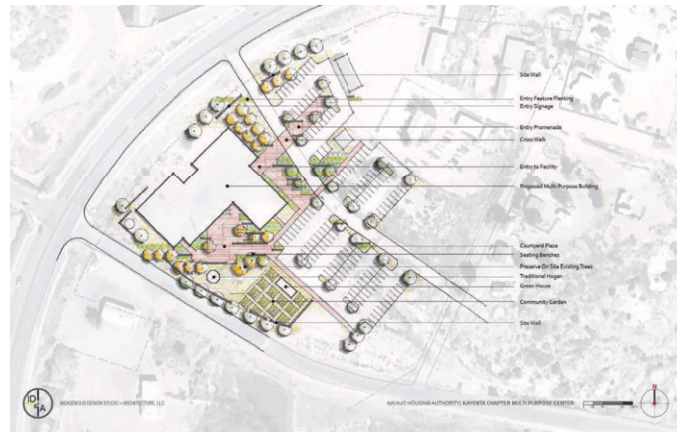 Site Wall
Entry Feature Planting
Entry Signage
Entry Promenade
Cross Walk
Entry to Facility
Proposed Multi-Purpose Building
Courtyard Plaza
Seating Benches
Preserve On Site Existing Trees
Traditional Hogan
Green House
Community Garden
Site Wall
INDIGENOUS DESIGN STUDIO + ARCHITECTURE, LLC
NAVAJO HOUSING AUTHORITY| KAYENTA CHAPTER MULTI-PURPOSE CENTER
N